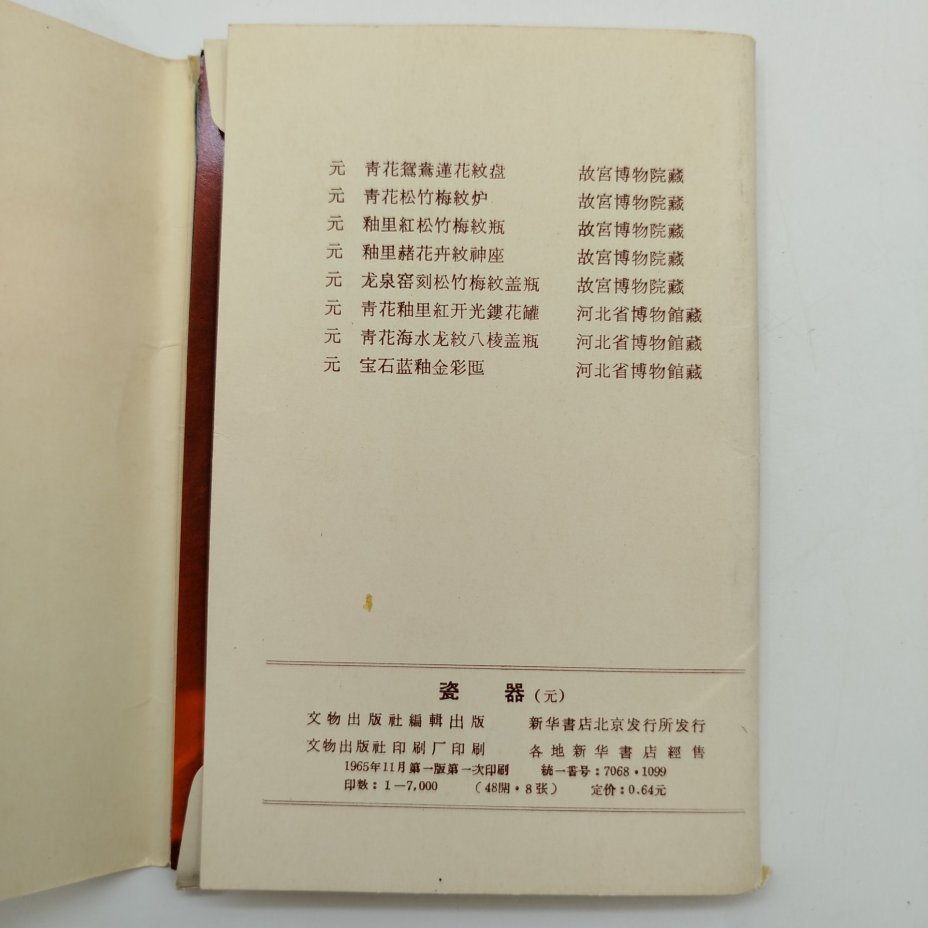 元 青花鴛鴦蓮花紋盘 故宮博物院藏
元 青花松竹梅紋炉 故宮博物院藏
元 釉里紅松竹梅紋瓶 故宮博物院藏
元 釉里赭花卉紋神座 故宮博物院藏
元 龙泉窑刻松竹梅紋盖瓶 故宮博物院藏
元 青花釉里紅开光鏤花罐 河北省博物館藏
元 青花海水龙紋八棱盖瓶 河北省博物館藏
元 宝石蓝釉金彩匜 河北省博物館藏
瓷 器(元)
文物出版社編輯出版 新华書店北京发行所发行
文物出版社印刷厂印刷 各地新华書店經售
1965年11月第一版第一次印刷 統一番号:7068·1099
印数:1—7,000 (48開·8张) 定价:0.64元